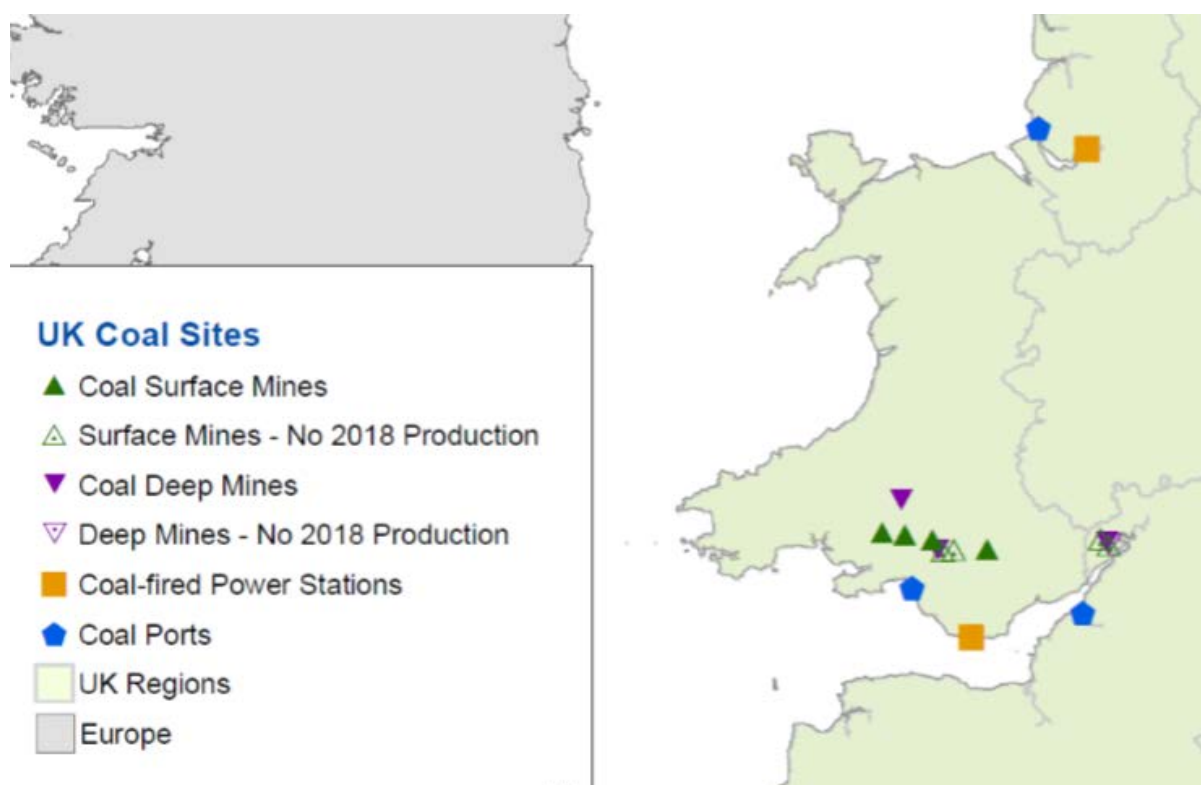 UK Coal Sites
Coal Surface Mines
Surface Mines - No 2018 Production
Coal Deep Mines
Deep Mines - No 2018 Production
Coal-fired Power Stations
Coal Ports
UK Regions
Europe